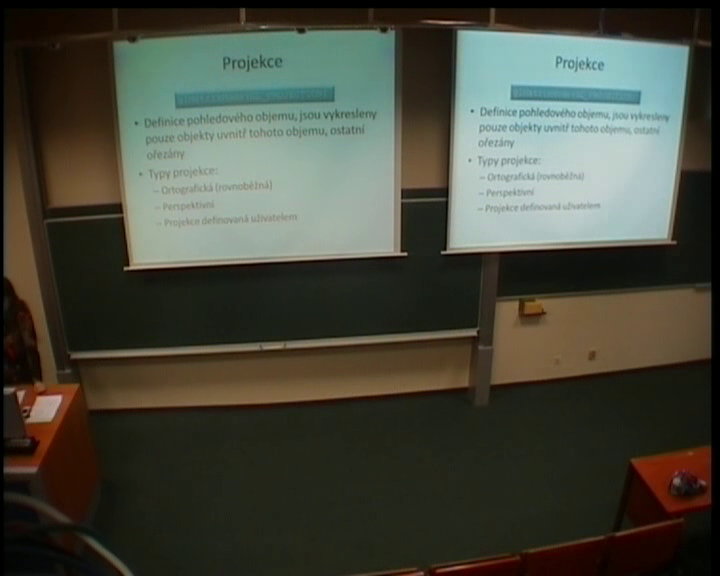 Projekce
Definice pohledového objemu, jsou vykresleny
pouze objekty uvnitř tohoto objemu, ostatní
ořezány
Typy projekce:
– Ortografická (rovnoběžná)
– Perspektivní
– Projekce definovaná uživatelem
Projekce
Definice pohledového objemu, jsou vykresleny
pouze objekty uvnitř tohoto objemu, ostatní
ořezány
Typy projekce:
– Ortografická (rovnoběžná)
– Perspektivní
– Projekce definovaná uživatelem